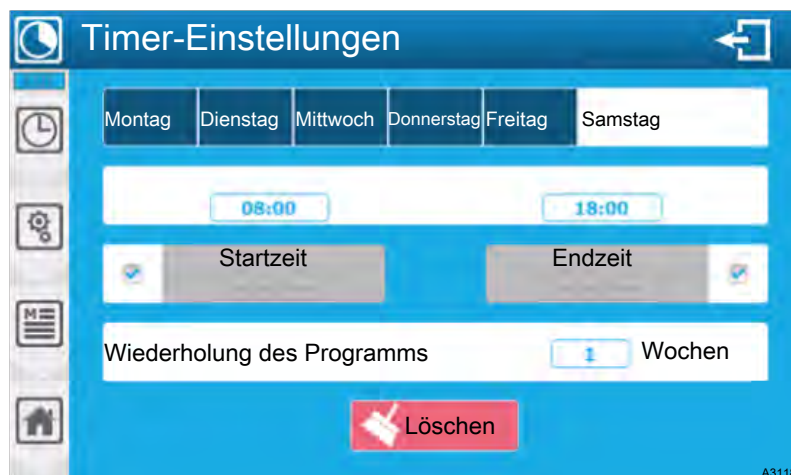 Timer-Einstellungen
Montag Dienstag Mittwoch Donnerstag Freitag Samstag
08:00 18:00
Startzeit Endzeit
M
Wiederholung des Programms 1 Wochen
Löschen